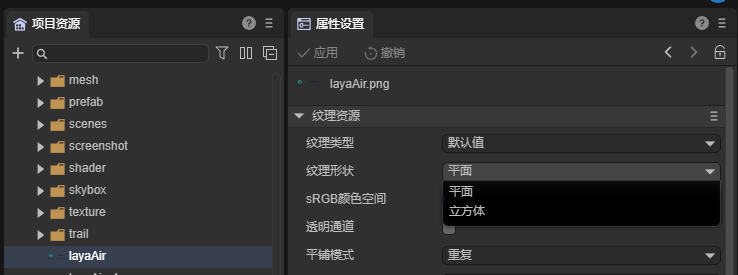 项目资源
mesh
prefab
scenes
screenshot
shader
skybox
texture
trail
layaAir
属性设置
应用 撤销
layaAir.png
纹理资源
纹理类型 默认值
纹理形状 平面
平面
立方体
sRGB颜色空间
透明通道
平铺模式 重复